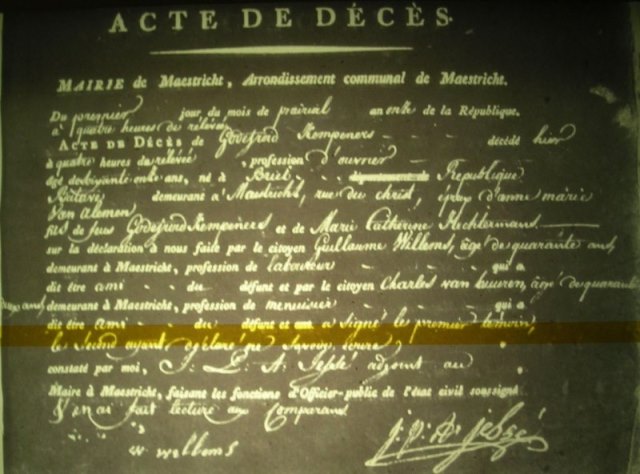 ACTE DE DÉCÈS.
MAIRIE de Maestricht, Arrondissement communal de Maestricht.
Du premier jour du mois de prairial an onze de la République.
à quatre heures de relevée
ACTE DE DÉCÈS de Godefroid Kempeners décédé hier
à quatre heures de relevée profession d'ouvrier
âgé de soixante onze ans, né à Briel département de République
Batave demeurant à Maestricht, rue du christ, époux d'anne marie
van
fils de feus Godefroid Kempeners et de Marie Catherine Hechtermans
sur la déclaration à nous faite par le citoyen Guillaume Willems, âgé de quarante ans
demeurant à Maestricht, profession de laboureur qui a
dit être ami du défunt et par le citoyen Charles van buuren, âgé de quarante
ans demeurant à Maestricht, profession de menuisier qui a
dit être ami du défunt et a signé le premier temoin,
le second ayant déclaré ne savoir écrire
constaté par moi, J. P. A. adjoint au
Maire à Maestricht, faisant les fonctions d'Officier public de l'état civil soussigné
& en ai fait lecture aux Comparans
w willems